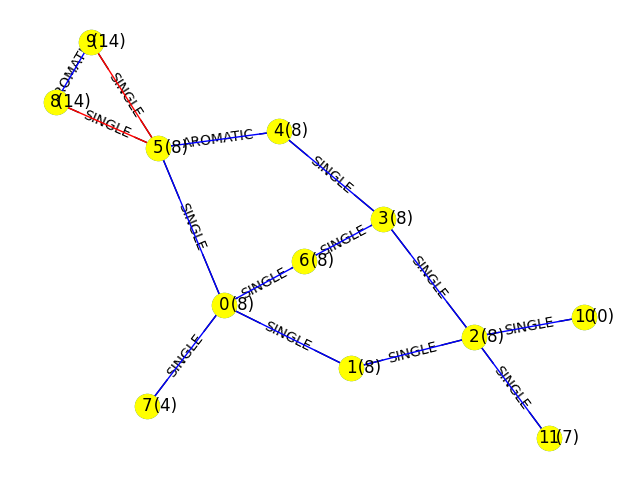 9(14)
AROMATIC
SINGLE
8(14)
SINGLE
4(8)
AROMATIC
5(8)
SINGLE
SINGLE
3(8)
SINGLE
SINGLE
6(8)
SINGLE
SINGLE
0(8)
10(0)
SINGLE
SINGLE
2(8)
SINGLE
SINGLE
1(8)
SINGLE
7(4)
11(7)